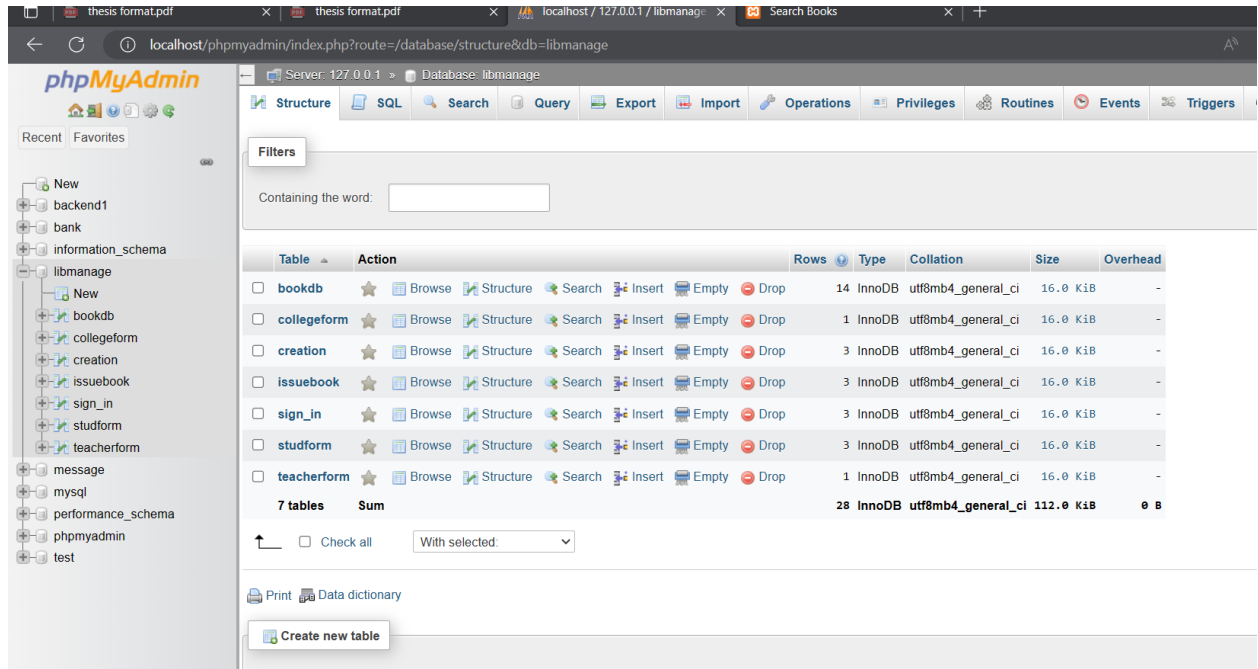 thesis format.pdf thesis format.pdf localhost / 127.0.0.1 / libmanage Search Books
localhost/phpmyadmin/index.php?route=/database/structure&db=libmanage
phpMyAdmin
Recent Favorites
New
backend1
bank
information_schema
libmanage
New
bookdb
collegeform
creation
issuebook
sign_in
studform
teacherform
message
mysql
performance_schema
phpmyadmin
test
Server: 127.0.0.1 » Database: libmanage
Structure SQL Search Query Export Import Operations Privileges Routines Events Triggers
Filters
Containing the word:
Table Action Rows Type Collation Size Overhead
bookdb Browse Structure Search Insert Empty Drop 14 InnoDB utf8mb4_general_ci 16.0 KiB -
collegeform Browse Structure Search Insert Empty Drop 1 InnoDB utf8mb4_general_ci 16.0 KiB -
creation Browse Structure Search Insert Empty Drop 3 InnoDB utf8mb4_general_ci 16.0 KiB -
issuebook Browse Structure Search Insert Empty Drop 3 InnoDB utf8mb4_general_ci 16.0 KiB -
sign_in Browse Structure Search Insert Empty Drop 3 InnoDB utf8mb4_general_ci 16.0 KiB -
studform Browse Structure Search Insert Empty Drop 3 InnoDB utf8mb4_general_ci 16.0 KiB -
teacherform Browse Structure Search Insert Empty Drop 1 InnoDB utf8mb4_general_ci 16.0 KiB -
7 tables Sum 28 InnoDB utf8mb4_general_ci 112.0 KiB 0 B
Check all With selected:
Print Data dictionary
Create new table